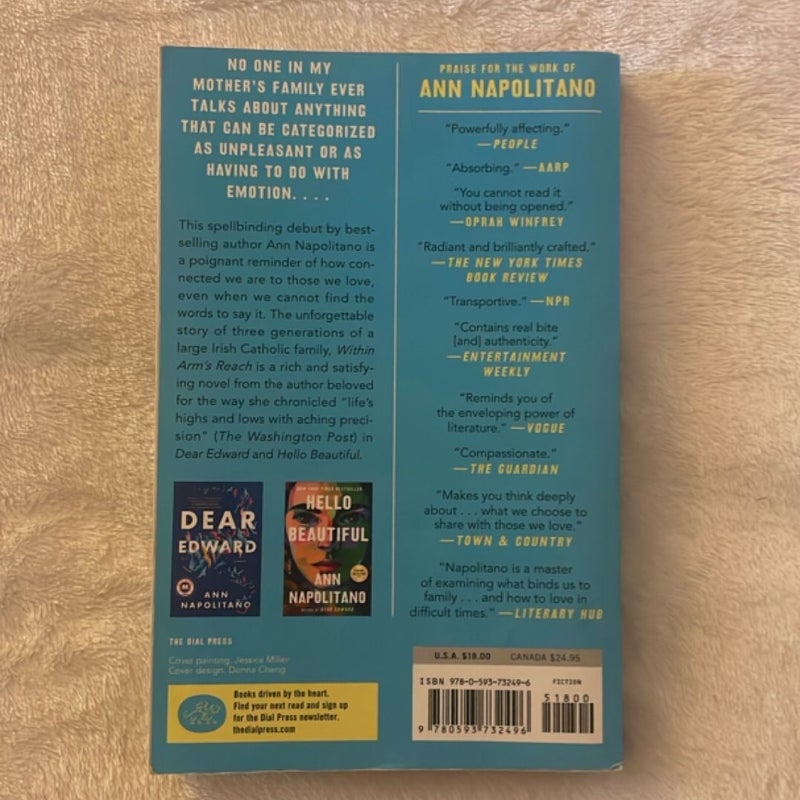 NO ONE IN MY
MOTHER'S FAMILY EVER
TALKS ABOUT ANYTHING
THAT CAN BE CATEGORIZED
AS UNPLEASANT OR AS
HAVING TO DO WITH
EMOTION. . . .
This spellbinding debut by best-
selling author Ann Napolitano is
a poignant reminder of how con-
nected we are to those we love,
even when we cannot find the
words to say it. The unforgettable
story of three generations of a
large Irish Catholic family, Within
Arm's Reach is a rich and satisfy-
ing novel from the author beloved
for the way she chronicled "life's
highs and lows with aching preci-
sion" (The Washington Post) in
Dear Edward and Hello Beautiful.
DEAR
EDWARD
ANN
NAPOLITANO
NEW YORK TIMES BESTSELLER
HELLO
BEAUTIFUL
ANN
NAPOLITANO
AUTHOR OF DEAR EDWARD
THE DIAL PRESS
Cover painting: Jessica Miller
Cover design: Donna Cheng
Books driven by the heart.
Find your next read and sign up
for the Dial Press newsletter.
thedialpress.com
PRAISE FOR THE WORK OF
ANN NAPOLITANO
"Powerfully affecting."
—PEOPLE
"Absorbing." —AARP
"You cannot read it
without being opened."
—OPRAH WINFREY
"Radiant and brilliantly crafted."
—THE NEW YORK TIMES
BOOK REVIEW
"Transportive." —NPR
"Contains real bite
[and] authenticity."
—ENTERTAINMENT
WEEKLY
"Reminds you of
the enveloping power of
literature." —VOGUE
"Compassionate."
—THE GUARDIAN
"Makes you think deeply
about . . . what we choose to
share with those we love."
—TOWN & COUNTRY
"Napolitano is a master
of examining what binds us to
family . . . and how to love in
difficult times." —LITERARY HUB
U.S.A. $18.00 CANADA $24.95
ISBN 978-0-593-73249-6 FICTION
51800
9 780593 732496